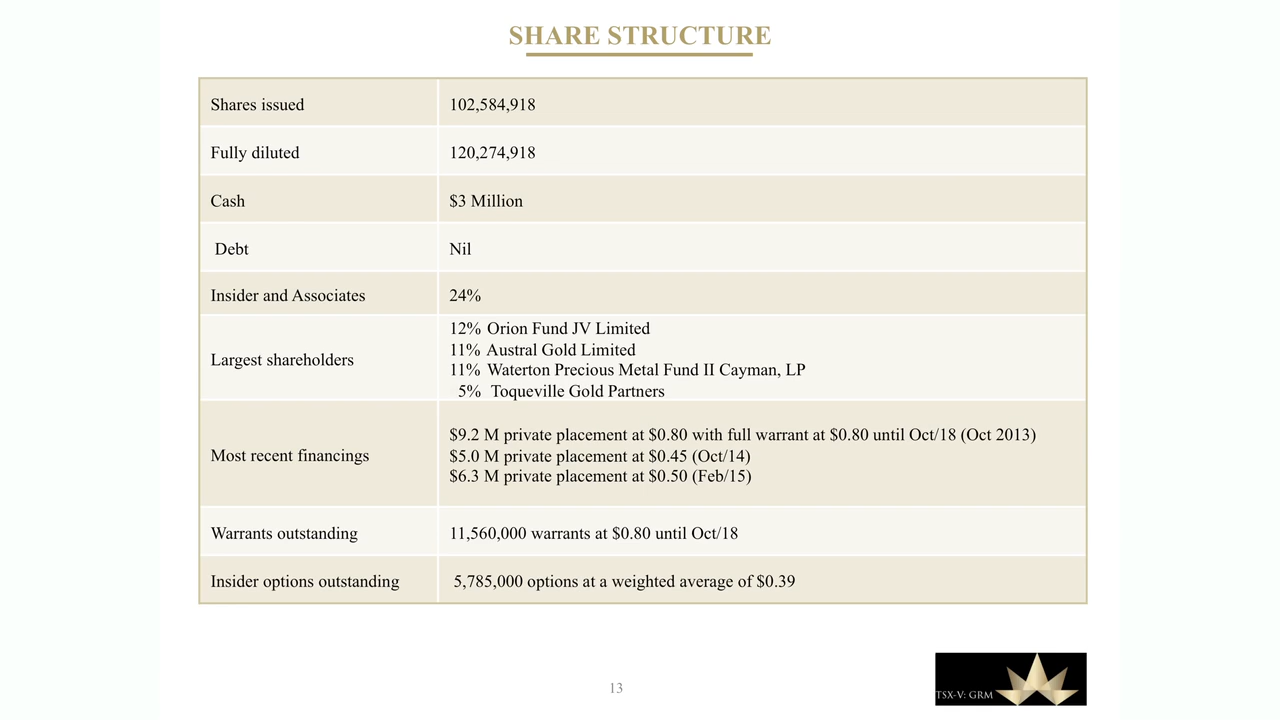 SHARE STRUCTURE
Shares issued 102,584,918
Fully diluted 120,274,918
Cash $3 Million
Debt Nil
Insider and Associates 24%
Largest shareholders
12% Orion Fund JV Limited
11% Austral Gold Limited
11% Waterton Precious Metal Fund II Cayman, LP
5% Toqueville Gold Partners
Most recent financings
$9.2 M private placement at $0.80 with full warrant at $0.80 until Oct/18 (Oct 2013)
$5.0 M private placement at $0.45 (Oct/14)
$6.3 M private placement at $0.50 (Feb/15)
Warrants outstanding 11,560,000 warrants at $0.80 until Oct/18
Insider options outstanding 5,785,000 options at a weighted average of $0.39
13
TSX-V: GRM